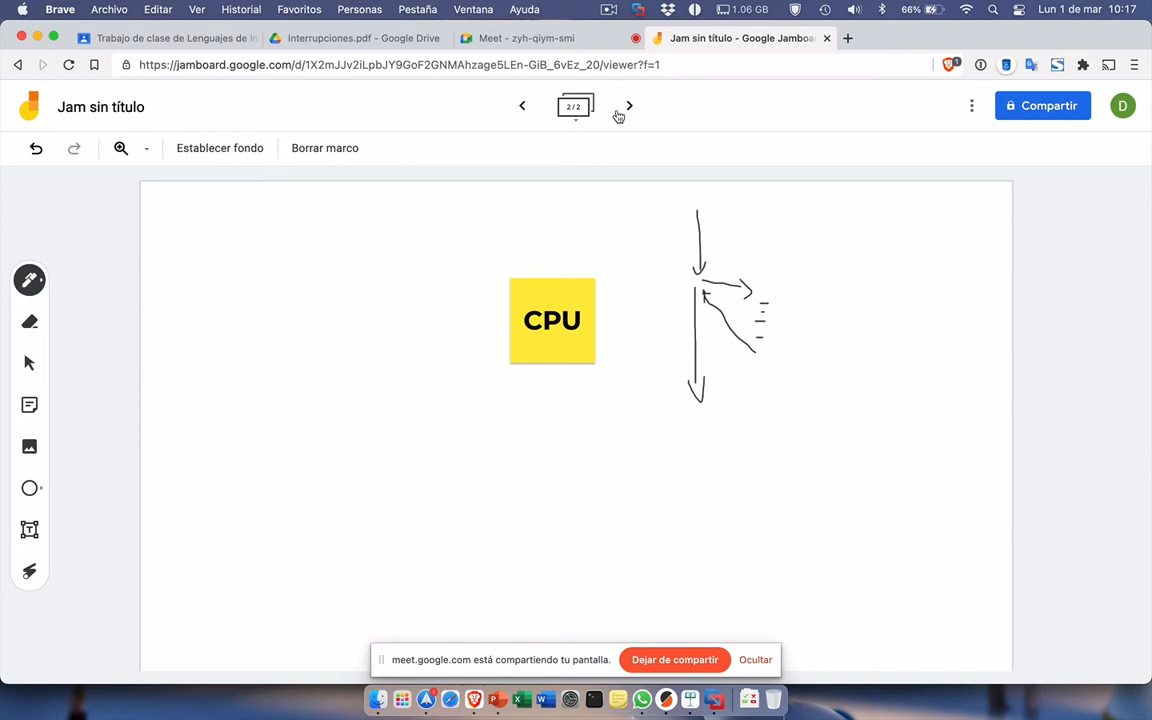 Brave Archivo Editar Ver Historial Favoritos Personas Pestaña Ventana Ayuda 1.06 GB 66% Lun 1 de mar 10:17
Trabajo de clase de Lenguajes de In
Interrupciones.pdf - Google Drive
Meet - zyh-qiym-smi
Jam sin título - Google Jamboa
https://jamboard.google.com/d/1X2mJJv2iLpbJY9GoF2GNMAhzage5LEn-GiB_6vEz_20/viewer?f=1
1
Jam sin título
2/2
Compartir
D
Establecer fondo
Borrar marco
CPU
meet.google.com está compartiendo tu pantalla.
Dejar de compartir
Ocultar